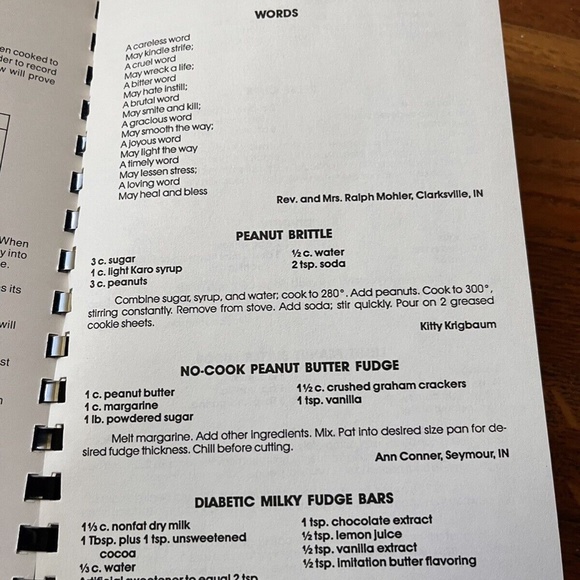 en cooked to
der to record
w will prove
When
y into
e.
s its
will
st
n
WORDS
A careless word
May kindle strife;
A cruel word
May wreck a life;
A bitter word
May hate instill;
A brutal word
May smite and kill;
A gracious word
May smooth the way;
A joyous word
May light the way
A timely word
May lessen stress;
A loving word
May heal and bless
Rev. and Mrs. Ralph Mohler, Clarksville, IN
PEANUT BRITTLE
3 c. sugar
1 c. light Karo syrup
3 c. peanuts
½ c. water
2 tsp. soda
Combine sugar, syrup, and water; cook to 280°. Add peanuts. Cook to 300°,
stirring constantly. Remove from stove. Add soda; stir quickly. Pour on 2 greased
cookie sheets.
Kitty Krigbaum
NO-COOK PEANUT BUTTER FUDGE
1 c. peanut butter
1 c. margarine
1 lb. powdered sugar
1½ c. crushed graham crackers
1 tsp. vanilla
Melt margarine. Add other ingredients. Mix. Pat into desired size pan for de-
sired fudge thickness. Chill before cutting.
Ann Conner, Seymour, IN
DIABETIC MILKY FUDGE BARS
1⅓ c. nonfat dry milk
1 Tbsp. plus 1 tsp. unsweetened
cocoa
⅓ c. water
Artificial sweetener to equal 2 tsp.
1 tsp. chocolate extract
½ tsp. lemon juice
½ tsp. vanilla extract
½ tsp. imitation butter flavoring